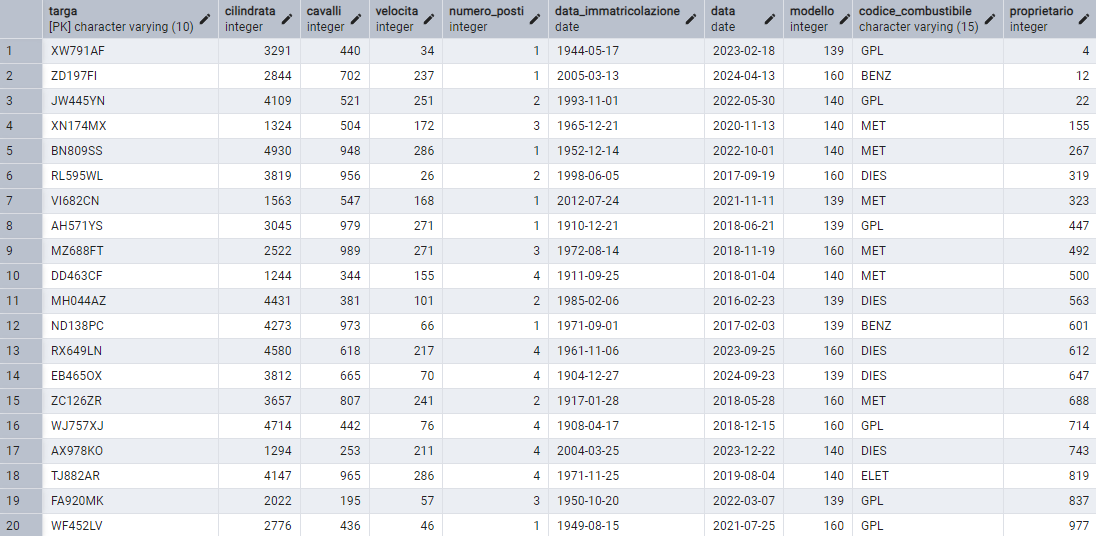 targa cilindrata cavalli velocita numero_posti data_immatricolazione data modello codice_combustibile proprietario
[PK] character varying (10) integer integer integer integer date date integer character varying (15) integer
1 XW791AF 3291 440 34 1 1944-05-17 2023-02-18 139 GPL 4
2 ZD197FI 2844 702 237 1 2005-03-13 2024-04-13 160 BENZ 12
3 JW445YN 4109 521 251 2 1993-11-01 2022-05-30 140 GPL 22
4 XN174MX 1324 504 172 3 1965-12-21 2020-11-13 140 MET 155
5 BN809SS 4930 948 286 1 1952-12-14 2022-10-01 140 MET 267
6 RL595WL 3819 956 26 2 1998-06-05 2017-09-19 160 DIES 319
7 VI682CN 1563 547 168 1 2012-07-24 2021-11-11 139 MET 323
8 AH571YS 3045 979 271 1 1910-12-21 2018-06-21 139 GPL 447
9 MZ688FT 2522 989 271 3 1972-08-14 2018-11-19 160 MET 492
10 DD463CF 1244 344 155 4 1911-09-25 2018-01-04 140 MET 500
11 MH044AZ 4431 381 101 2 1985-02-06 2016-02-23 139 DIES 563
12 ND138PC 4273 973 66 1 1971-09-01 2017-02-03 139 BENZ 601
13 RX649LN 4580 618 217 4 1961-11-06 2023-09-25 160 DIES 612
14 EB465OX 3812 665 70 4 1904-12-27 2024-09-23 139 DIES 647
15 ZC126ZR 3657 807 241 2 1917-01-28 2018-05-28 160 MET 688
16 WJ757XJ 4714 442 76 4 1908-04-17 2018-12-15 160 GPL 714
17 AX978KO 1294 253 211 4 2004-03-25 2023-12-22 140 DIES 743
18 TJ882AR 4147 965 286 4 1971-11-25 2019-08-04 140 ELET 819
19 FA920MK 2022 195 57 3 1950-10-20 2022-03-07 139 GPL 837
20 WF452LV 2776 436 46 1 1949-08-15 2021-07-25 160 GPL 977